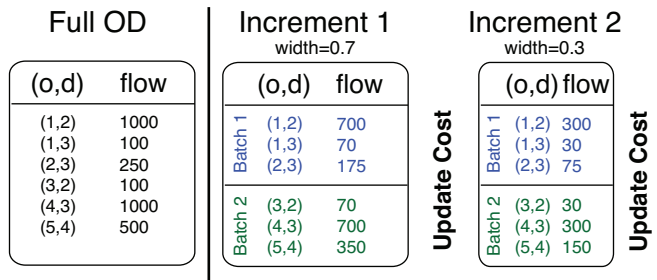 Full OD
(o,d) flow
(1,2) 1000
(1,3) 100
(2,3) 250
(3,2) 100
(4,3) 1000
(5,4) 500
Increment 1
width=0.7
(o,d) flow
Batch 1
(1,2) 700
(1,3) 70
(2,3) 175
Batch 2
(3,2) 70
(4,3) 700
(5,4) 350
Update Cost
Increment 2
width=0.3
(o,d) flow
Batch 1
(1,2) 300
(1,3) 30
(2,3) 75
Batch 2
(3,2) 30
(4,3) 300
(5,4) 150
Update Cost